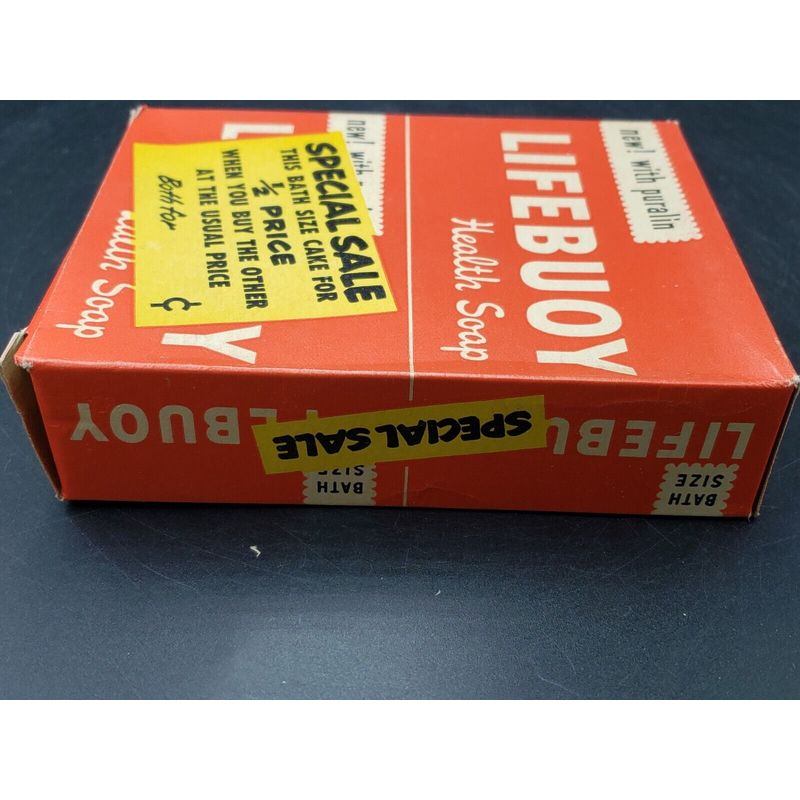 new! with puralin
LIFEBUOY
Health Soap
new! with
L
Y
Health Soap
SPECIAL SALE
THIS BATH SIZE CAKE FOR
½ PRICE
WHEN YOU BUY THE OTHER
AT THE USUAL PRICE
Both for
¢
LIFEBU
BATH
SIZE
SPECIAL SALE
EBUOY
BATH
SIZE